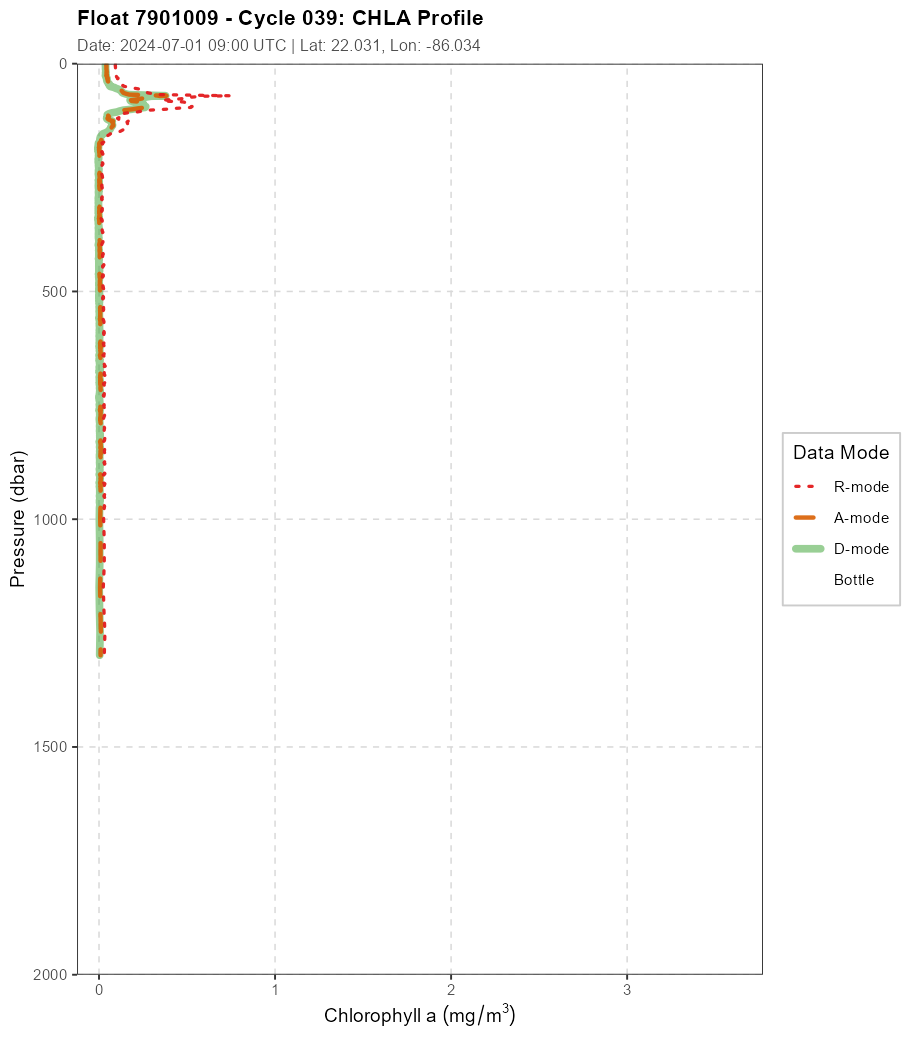 Float 7901009 - Cycle 039: CHLA Profile
Date: 2024-07-01 09:00 UTC | Lat: 22.031, Lon: -86.034
0
500
1000
1500
2000
Pressure (dbar)
0 1 2 3
Chlorophyll a (mg/m³)
Data Mode
R-mode
A-mode
D-mode
Bottle